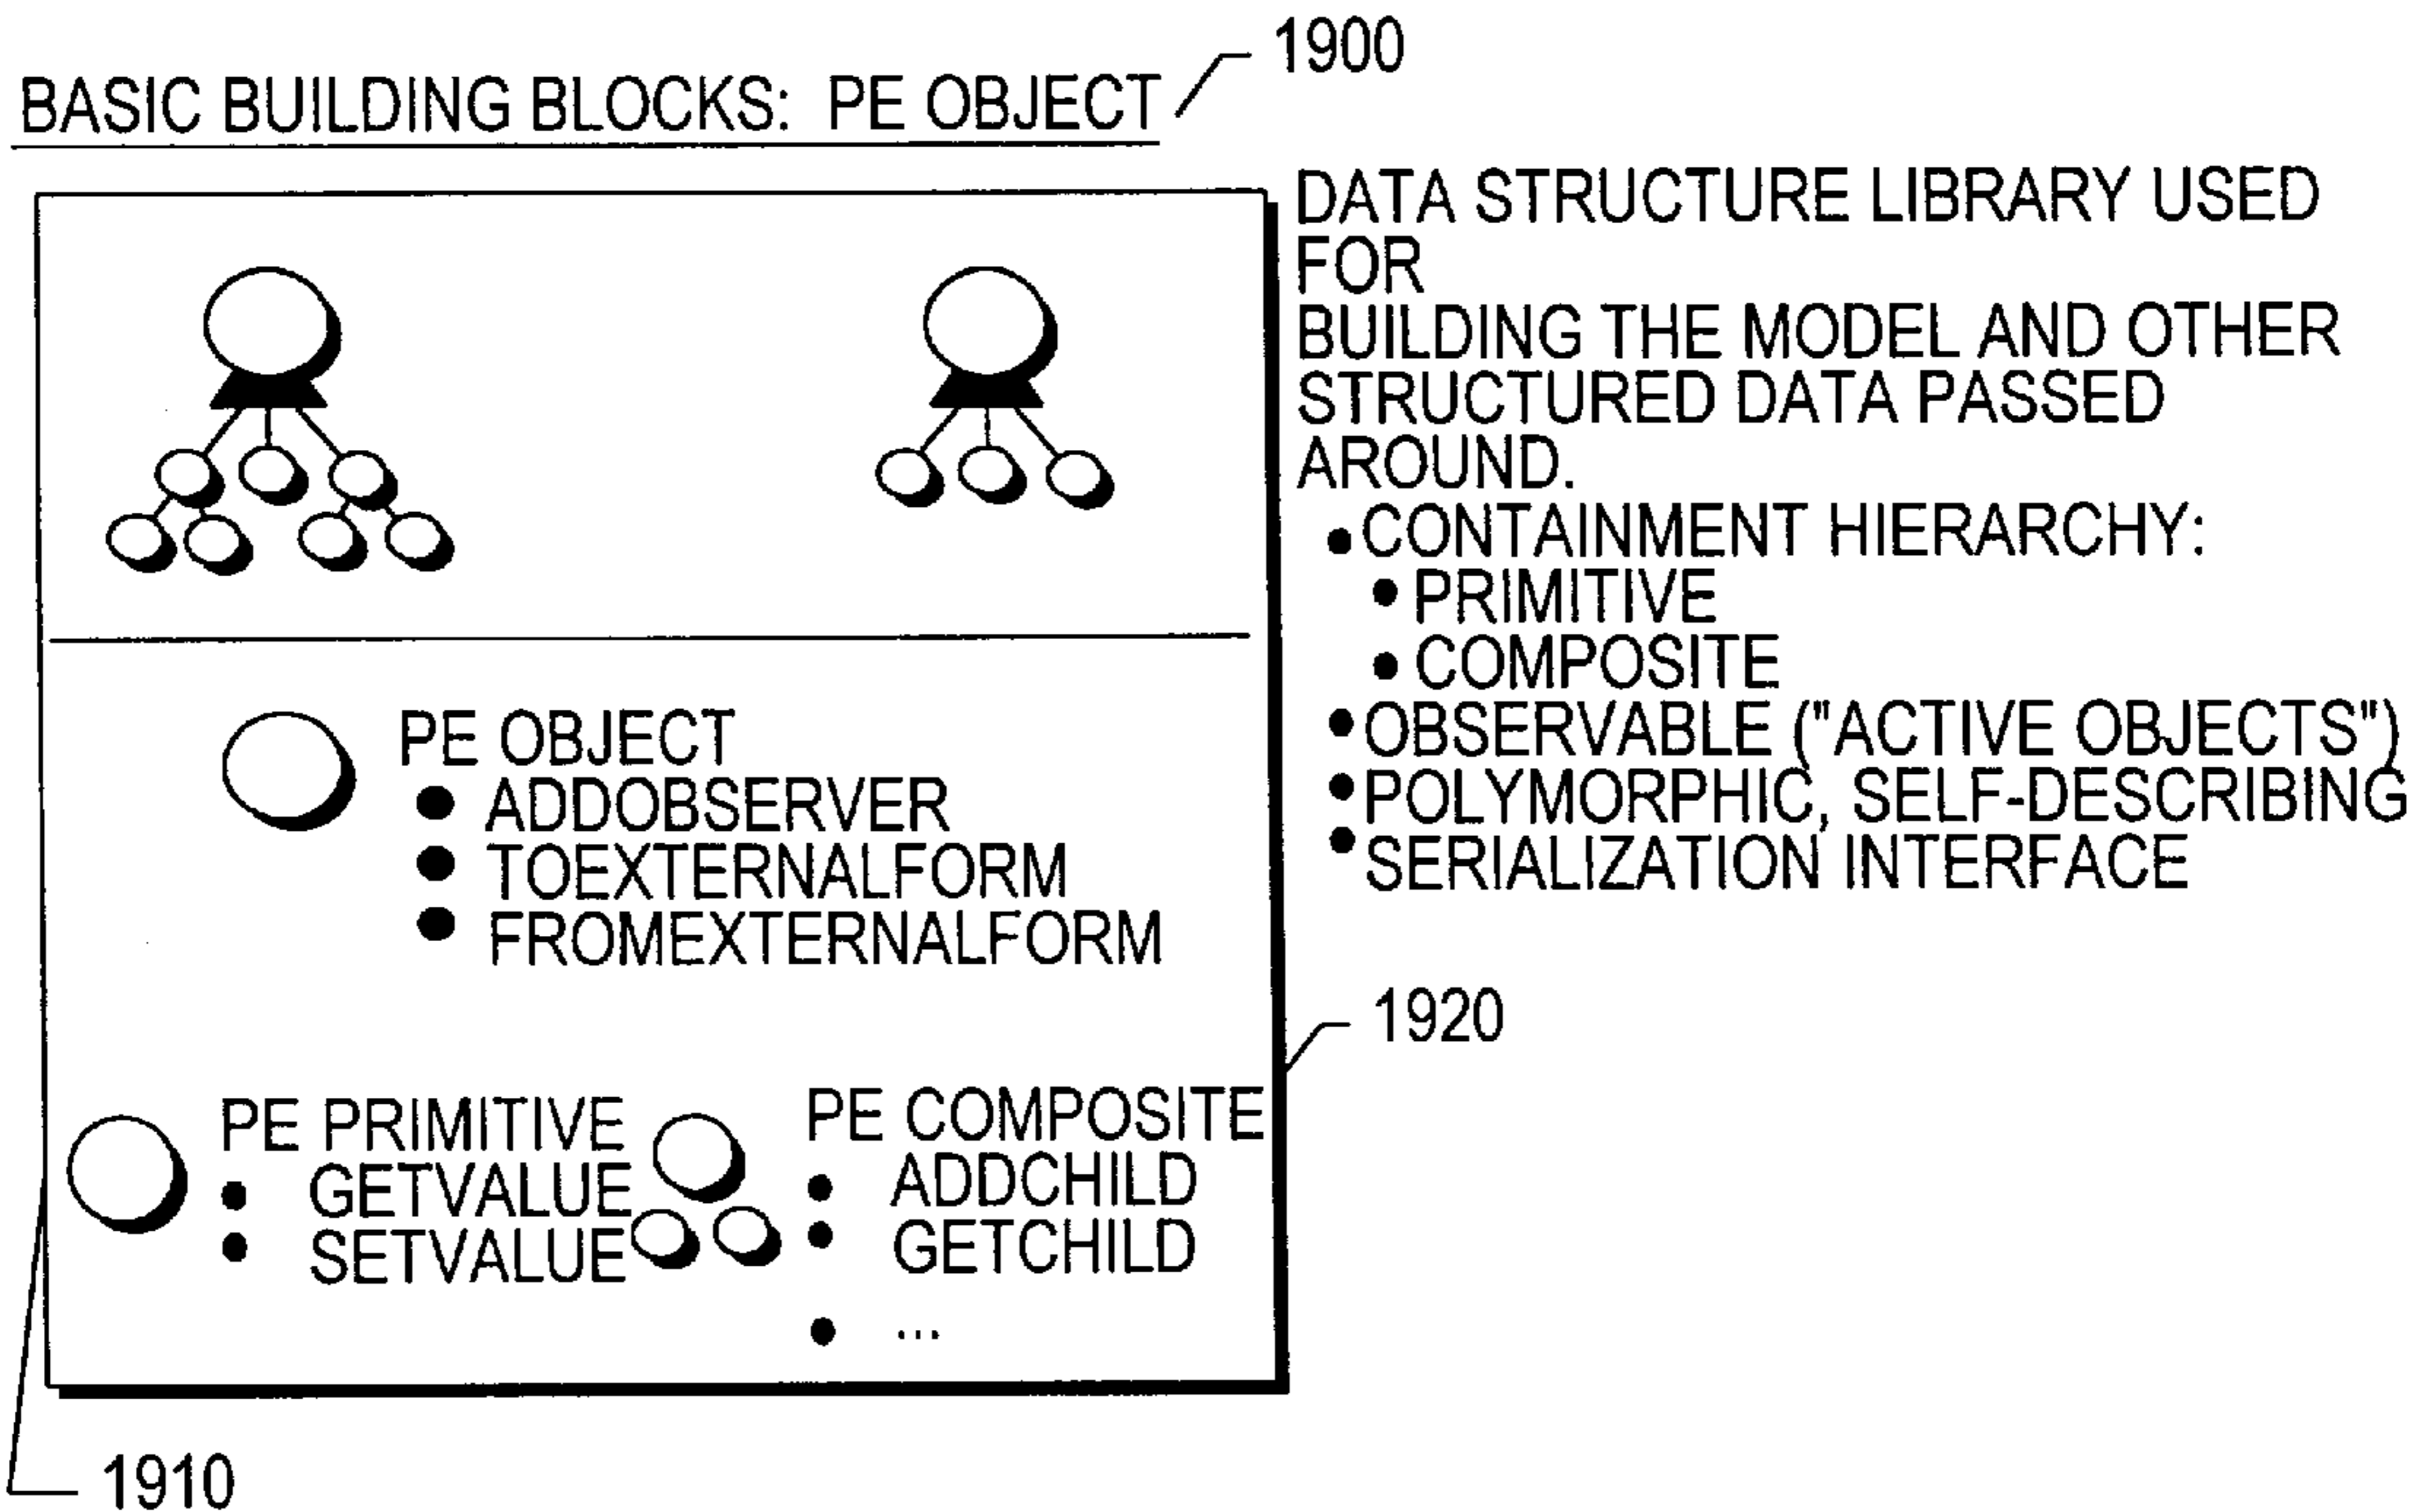 1900
BASIC BUILDING BLOCKS: PE OBJECT
DATA STRUCTURE LIBRARY USED
FOR
BUILDING THE MODEL AND OTHER
STRUCTURED DATA PASSED
AROUND.
● CONTAINMENT HIERARCHY:
● PRIMITIVE
● COMPOSITE
● OBSERVABLE ("ACTIVE OBJECTS")
● POLYMORPHIC, SELF-DESCRIBING
● SERIALIZATION INTERFACE
PE OBJECT
● ADDOBSERVER
● TOEXTERNALFORM
● FROMEXTERNALFORM
1920
PE PRIMITIVE
● GETVALUE
● SETVALUE
PE COMPOSITE
● ADDCHILD
● GETCHILD
● ...
1910